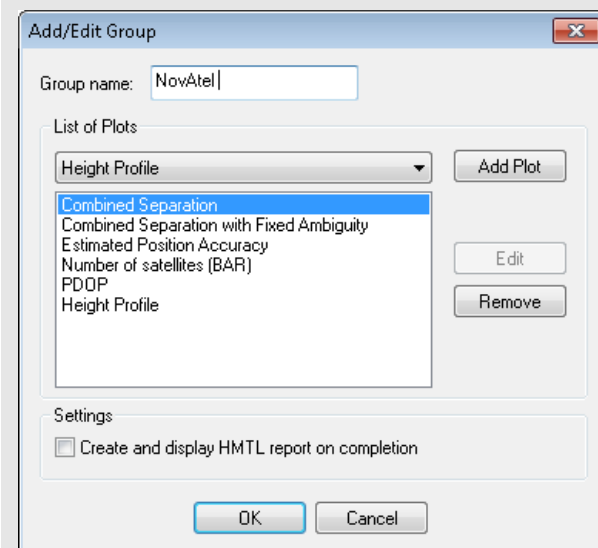 Add/Edit Group
Group name: NovAtel
List of Plots
Height Profile
Add Plot
Combined Separation
Combined Separation with Fixed Ambiguity
Estimated Position Accuracy
Number of satellites (BAR)
PDOP
Height Profile
Edit
Remove
Settings
Create and display HMTL report on completion
OK
Cancel